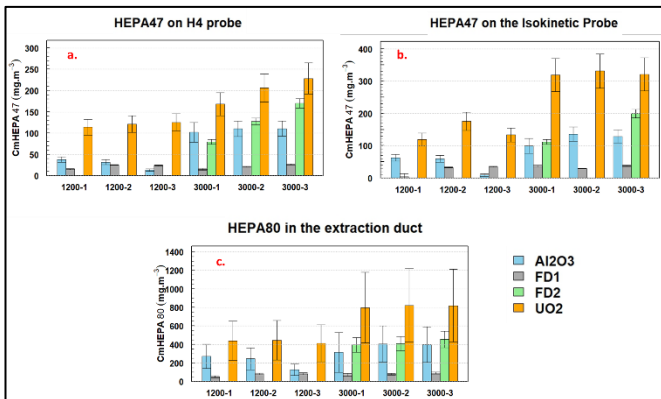 HEPA47 on H4 probe
a.
CmHEPA 47 (mg.m-3)
300
250
200
150
100
50
0
1200-1 1200-2 1200-3 3000-1 3000-2 3000-3
HEPA47 on the Isokinetic Probe
b.
CmHEPA 47 (mg.m-3)
400
300
200
100
0
1200-1 1200-2 1200-3 3000-1 3000-2 3000-3
HEPA80 in the extraction duct
c.
CmHEPA 80 (mg.m-3)
1400
1200
1000
800
600
400
200
0
1200-1 1200-2 1200-3 3000-1 3000-2 3000-3
Al2O3
FD1
FD2
UO2